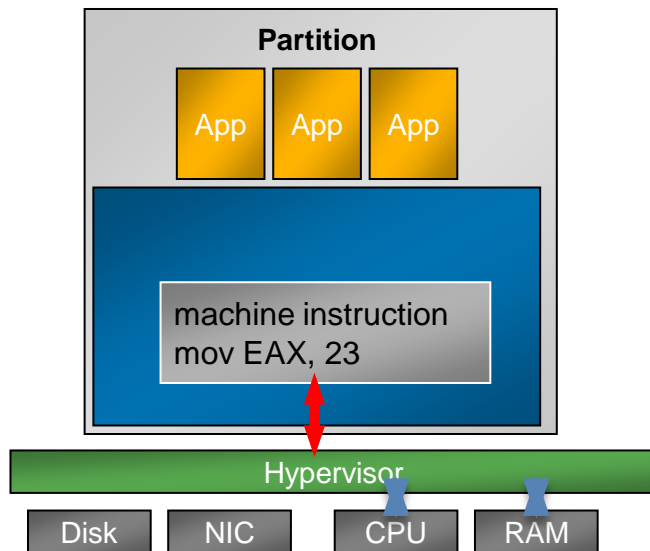 Partition
App App App
machine instruction
mov EAX, 23
Hypervisor
Disk NIC CPU RAM